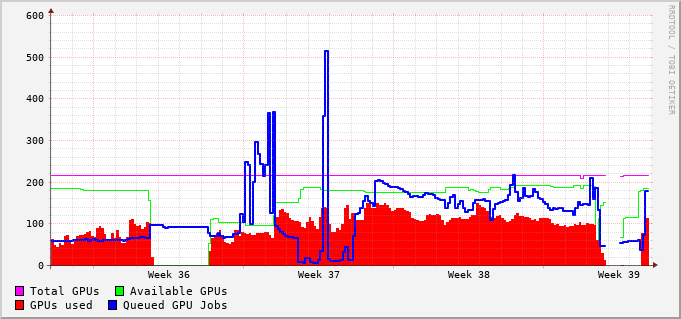 600
500
400
300
200
100
0
Week 36 Week 37 Week 38 Week 39
Total GPUs Available GPUs
GPUs used Queued GPU Jobs
RRDTOOL / TOBI OETIKER